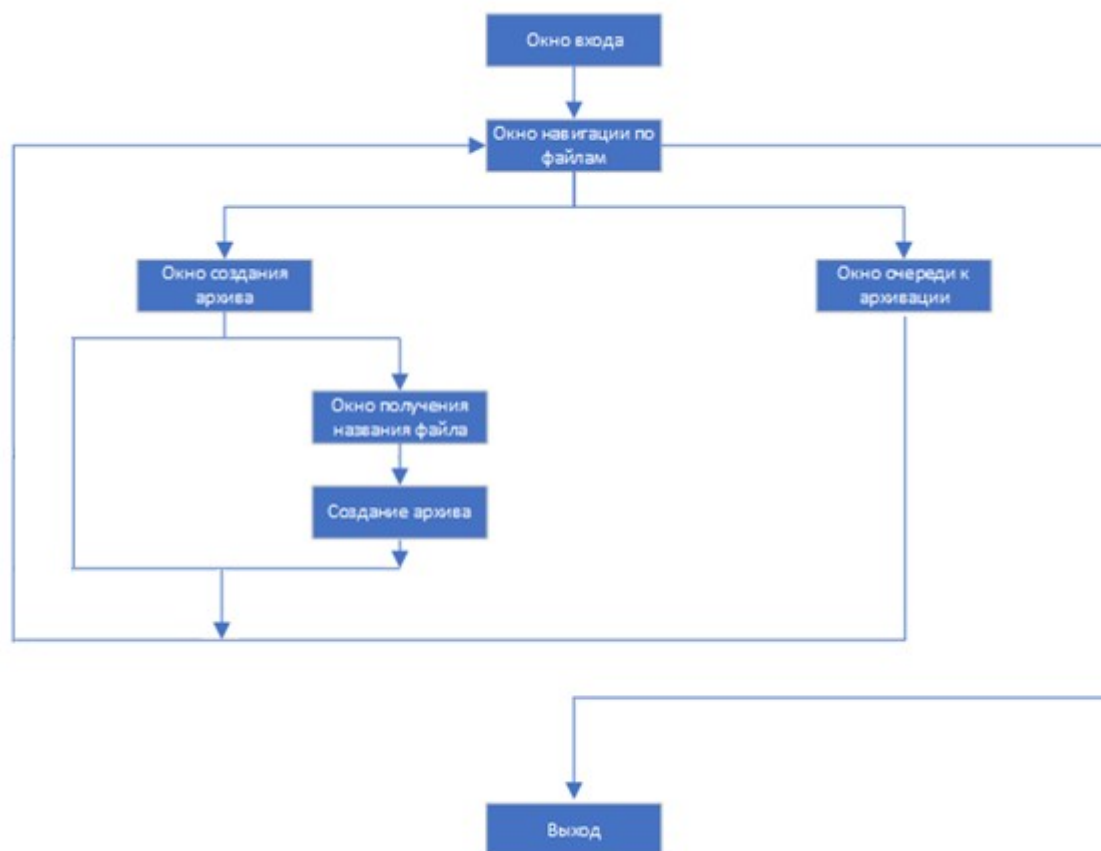 Окно входа
Окно навигации по
файлам
Окно создания
архива
Окно очереди к
архивации
Окно получения
названия файла
Создание архива
Выход